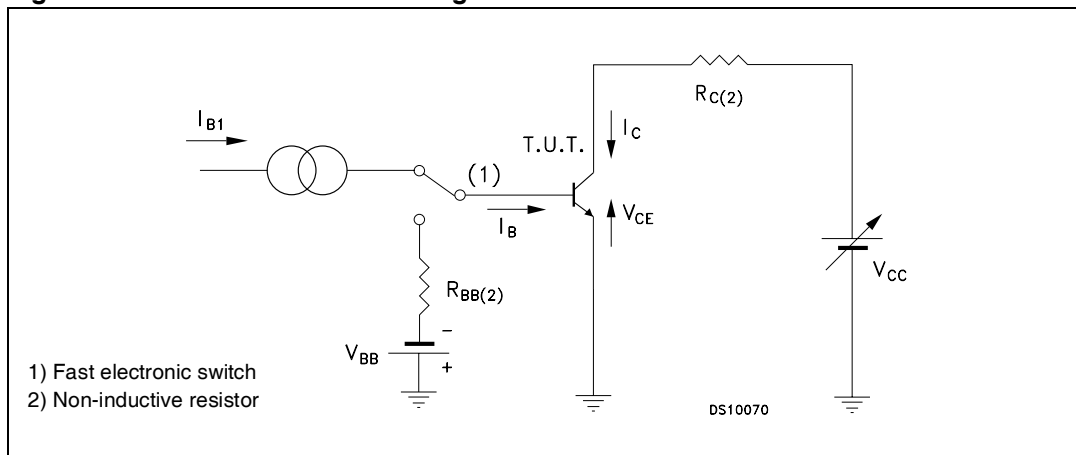 I_B1
(1)
I_B
T.U.T.
I_C
V_CE
R_C(2)
V_CC
R_BB(2)
V_BB
−
+
1) Fast electronic switch
2) Non-inductive resistor
DS10070